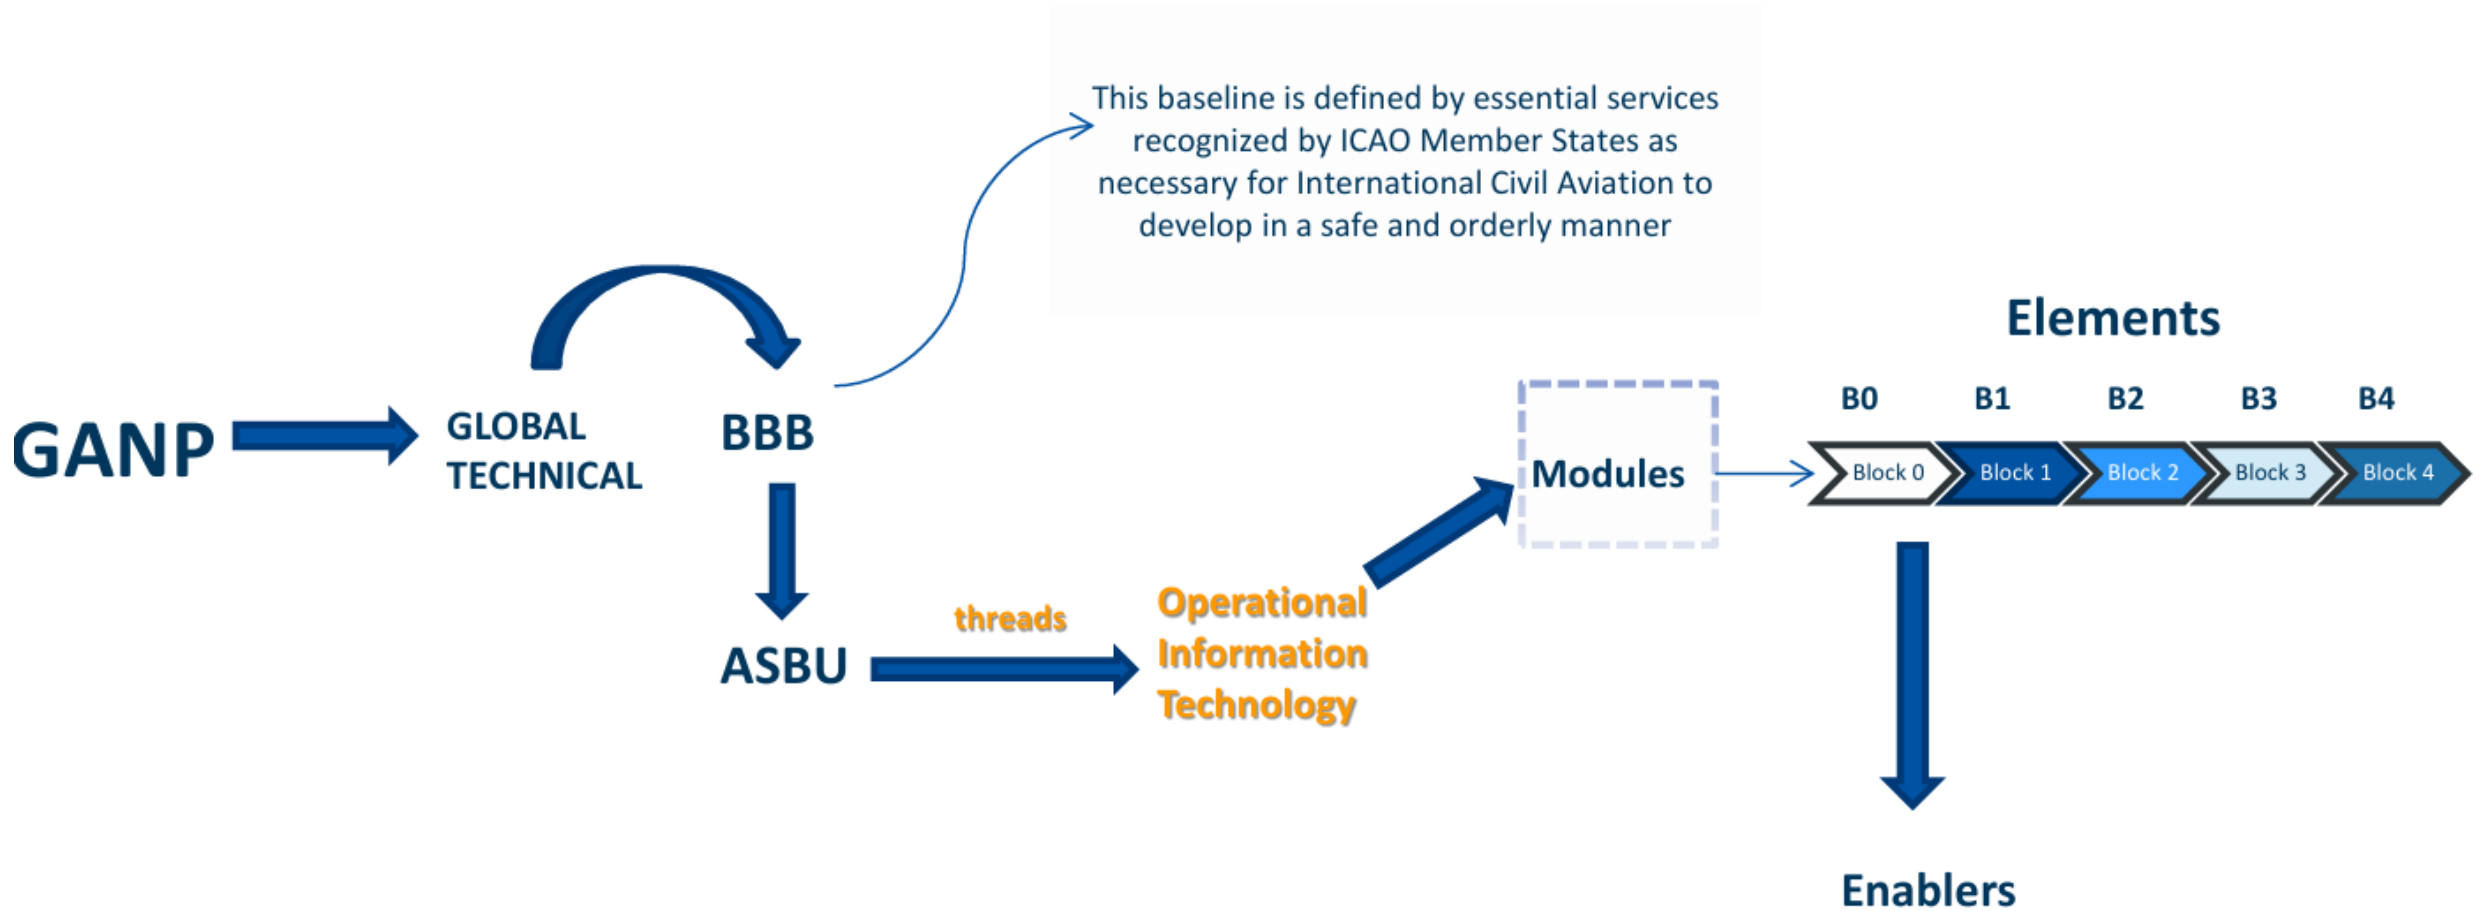 This baseline is defined by essential services
recognized by ICAO Member States as
necessary for International Civil Aviation to
develop in a safe and orderly manner
GANP
GLOBAL
TECHNICAL
BBB
ASBU
threads
Operational
Information
Technology
Modules
Elements
B0 B1 B2 B3 B4
Block 0 Block 1 Block 2 Block 3 Block 4
Enablers